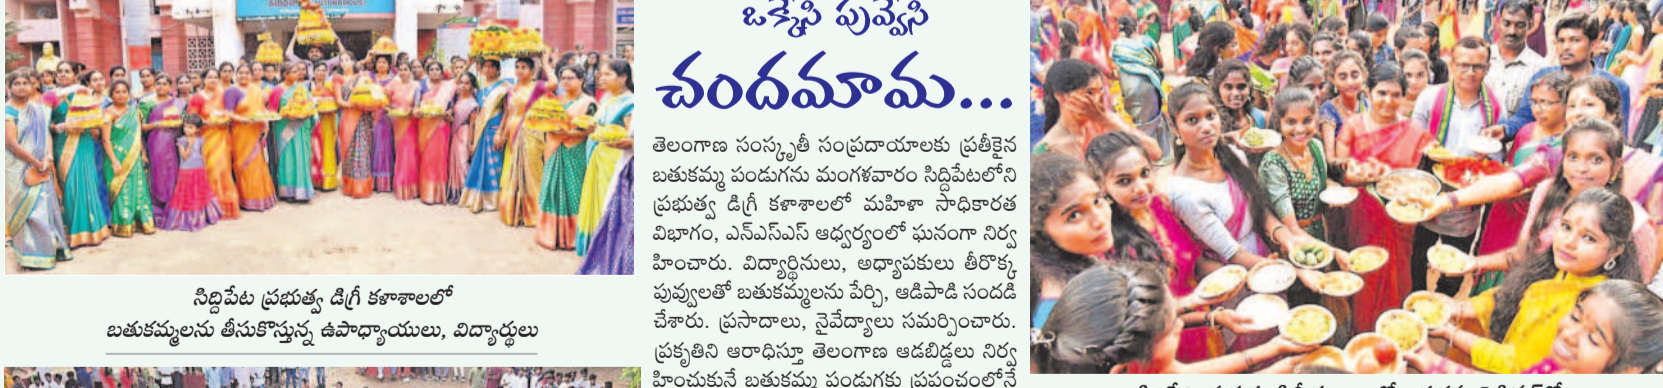 ఒక్కేసి పువ్వేసి
చందమామ...
తెలంగాణ సంస్కృతీ సంప్రదాయాలకు ప్రతీకైన
బతుకమ్మ పండుగను మంగళవారం సిద్దిపేటలోని
ప్రభుత్వ డిగ్రీ కళాశాలలో మహిళా సాధికారత
విభాగం, ఎన్ఎస్ఎస్ ఆధ్వర్యంలో ఘనంగా నిర్వ
హించారు. విద్యార్థినులు, అధ్యాపకులు తీరొక్క
పువ్వులతో బతుకమ్మలను పేర్చి, ఆడిపాడి సందడి
చేశారు. ప్రసాదాలు, నైవేద్యాలు సమర్పించారు.
ప్రకృతిని ఆరాధిస్తూ తెలంగాణ ఆడబిడ్డలు నిర్వ
హించుకునే బతుకమ్మ పండుగకు ప్రపంచంలోనే
సిద్దిపేట ప్రభుత్వ డిగ్రీ కళాశాలలో
బతుకమ్మలను తీసుకొస్తున్న ఉపాధ్యాయులు, విద్యార్థులు